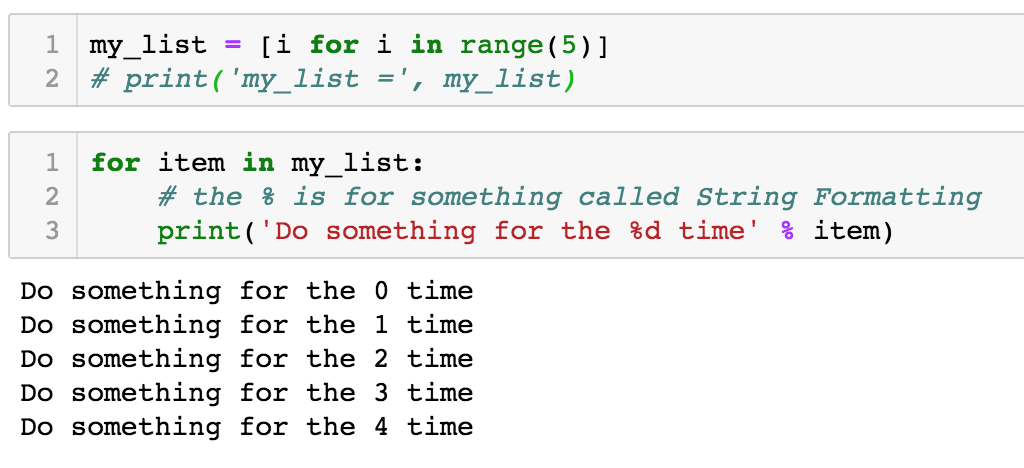 1 my_list = [i for i in range(5)]
2 # print('my_list =', my_list)
1 for item in my_list:
2     # the % is for something called String Formatting
3     print('Do something for the %d time' % item)
Do something for the 0 time
Do something for the 1 time
Do something for the 2 time
Do something for the 3 time
Do something for the 4 time